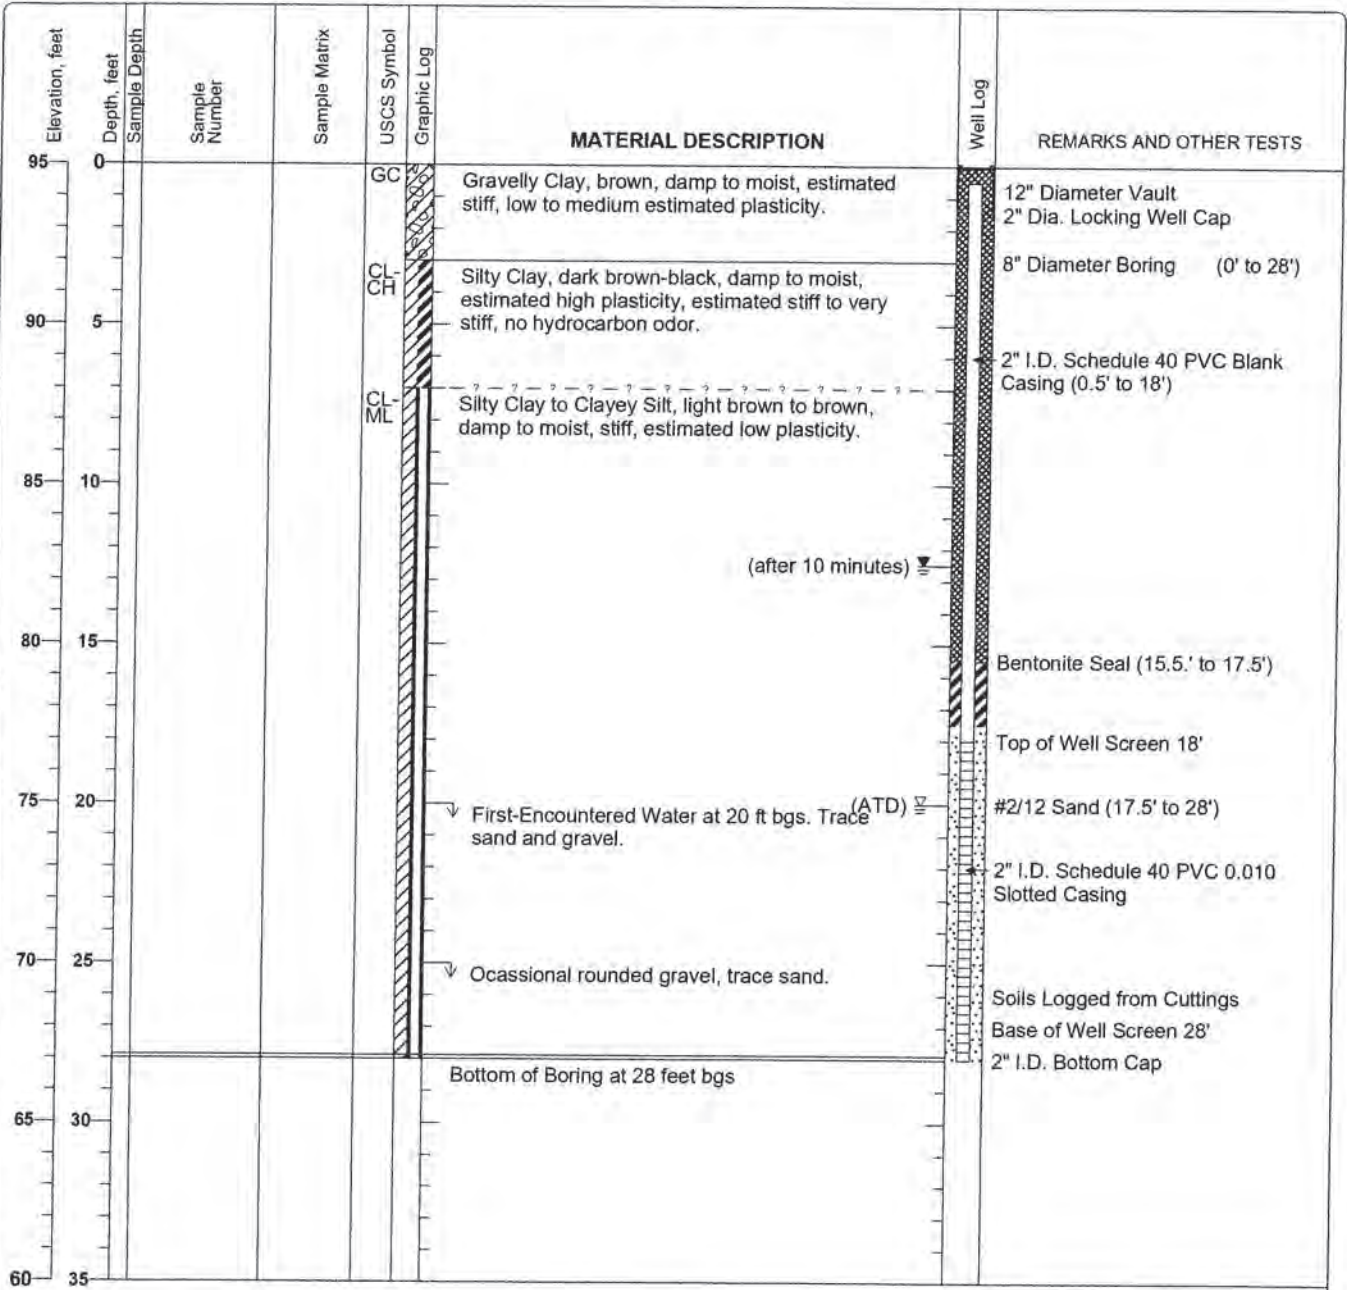 Elevation, feet
Depth, feet
Sample Depth
Sample
Number
Sample Matrix
USCS Symbol
Graphic Log
MATERIAL DESCRIPTION
Well Log
REMARKS AND OTHER TESTS
95
0
GC
Gravelly Clay, brown, damp to moist, estimated
stiff, low to medium estimated plasticity.
12" Diameter Vault
2" Dia. Locking Well Cap
8" Diameter Boring (0' to 28')
CL-
CH
Silty Clay, dark brown-black, damp to moist,
estimated high plasticity, estimated stiff to very
stiff, no hydrocarbon odor.
90
5
2" I.D. Schedule 40 PVC Blank
Casing (0.5' to 18')
? ? ? ? ? ? ? ? ? ? ? ? ?
CL-
ML
Silty Clay to Clayey Silt, light brown to brown,
damp to moist, stiff, estimated low plasticity.
85
10
(after 10 minutes)
80
15
Bentonite Seal (15.5.' to 17.5')
Top of Well Screen 18'
75
20
First-Encountered Water at 20 ft bgs. Trace
sand and gravel.
(ATD)
#2/12 Sand (17.5' to 28')
2" I.D. Schedule 40 PVC 0.010
Slotted Casing
70
25
Ocassional rounded gravel, trace sand.
Soils Logged from Cuttings
Base of Well Screen 28'
2" I.D. Bottom Cap
Bottom of Boring at 28 feet bgs
65
30
60
35